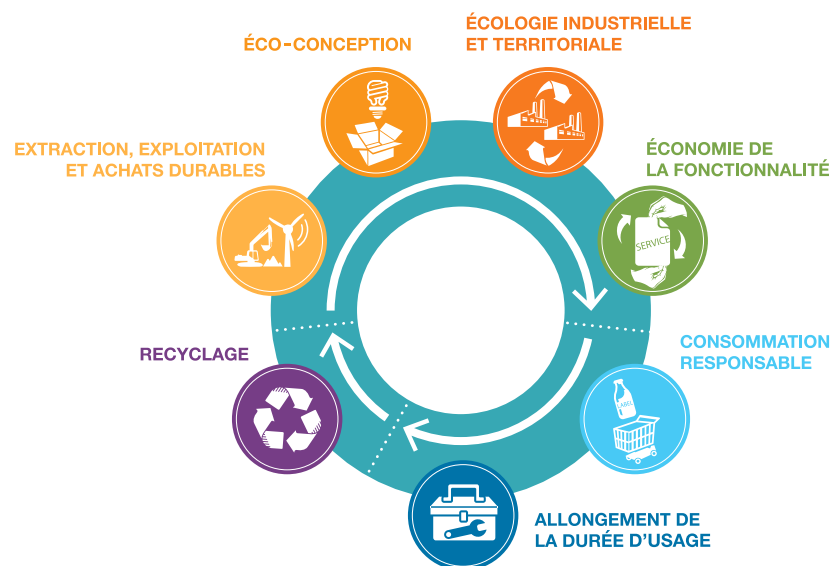 ÉCO-CONCEPTION
ÉCOLOGIE INDUSTRIELLE
ET TERRITORIALE
EXTRACTION, EXPLOITATION
ET ACHATS DURABLES
ÉCONOMIE DE
LA FONCTIONNALITÉ
SERVICE
RECYCLAGE
CONSOMMATION
RESPONSABLE
LABEL
ALLONGEMENT DE
LA DURÉE D’USAGE